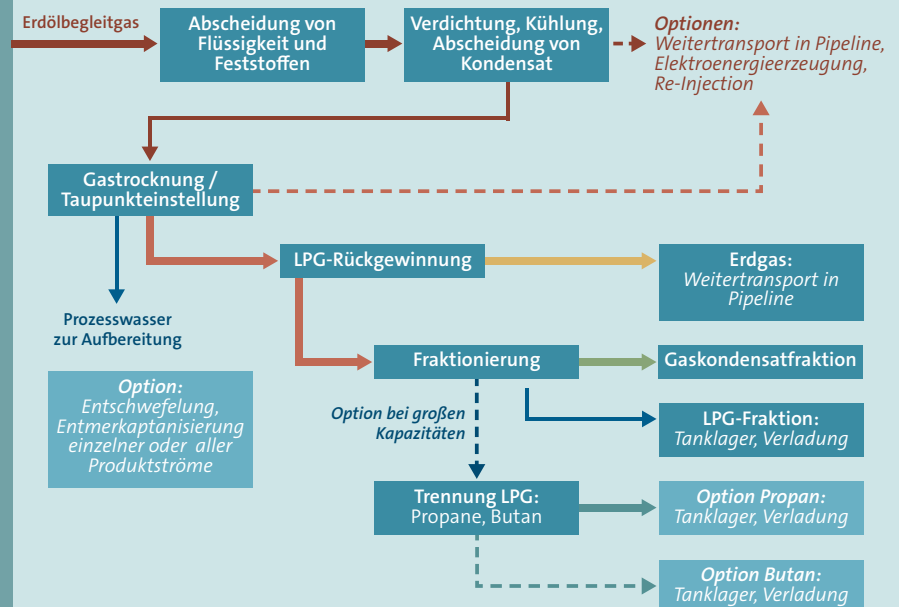 Erdölbegleitgas
Abscheidung von
Flüssigkeit und
Feststoffen
Verdichtung, Kühlung,
Abscheidung von
Kondensat
Optionen:
Weitertransport in Pipeline,
Elektroenergieerzeugung,
Re-Injection
Gastrocknung /
Taupunkteinstellung
LPG-Rückgewinnung
Erdgas:
Weitertransport in
Pipeline
Prozesswasser
zur Aufbereitung
Fraktionierung
Gaskondensatfraktion
Option:
Entschwefelung,
Entmerkaptanisierung
einzelner oder aller
Produktströme
Option bei großen
Kapazitäten
LPG-Fraktion:
Tanklager, Verladung
Trennung LPG:
Propane, Butan
Option Propan:
Tanklager, Verladung
Option Butan:
Tanklager, Verladung